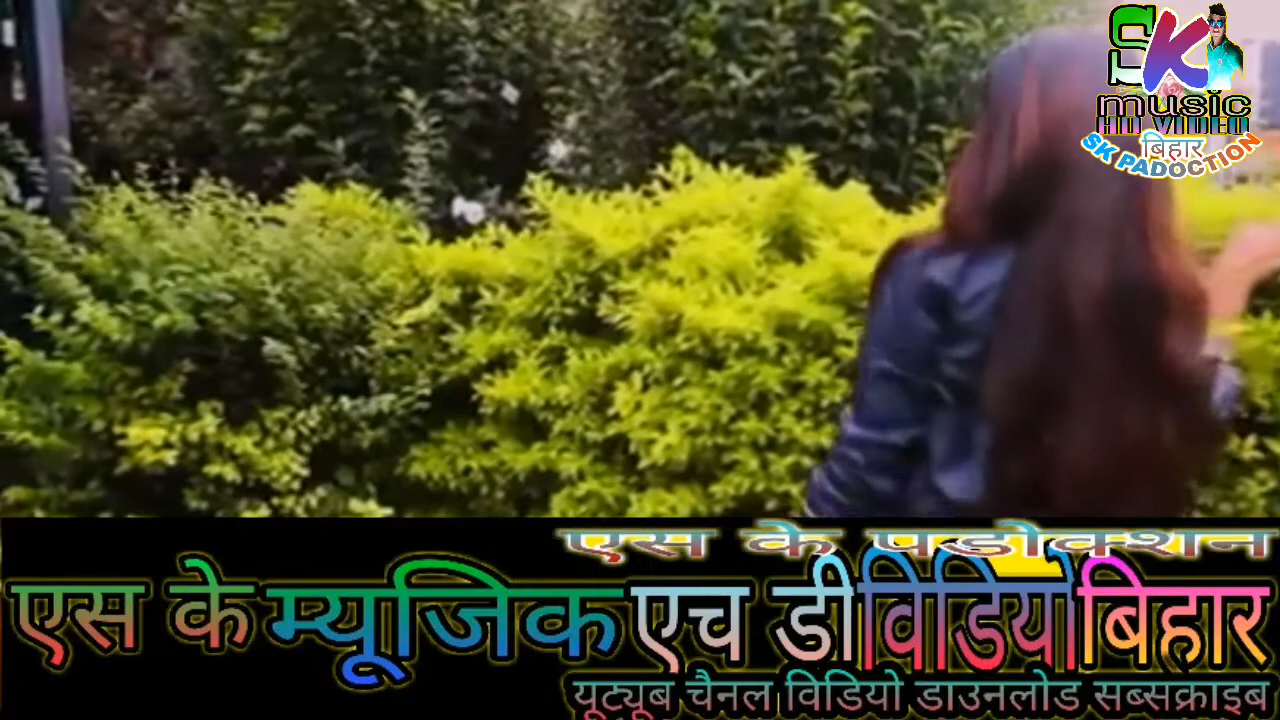 SK
music
HD VIDEO
बिहार
SK PADOCTION
एस के पडोक्शन
एस के म्यूजिक एच डी विडियो बिहार
यूट्यूब चैनल विडियो डाउनलोड सब्सक्राइब